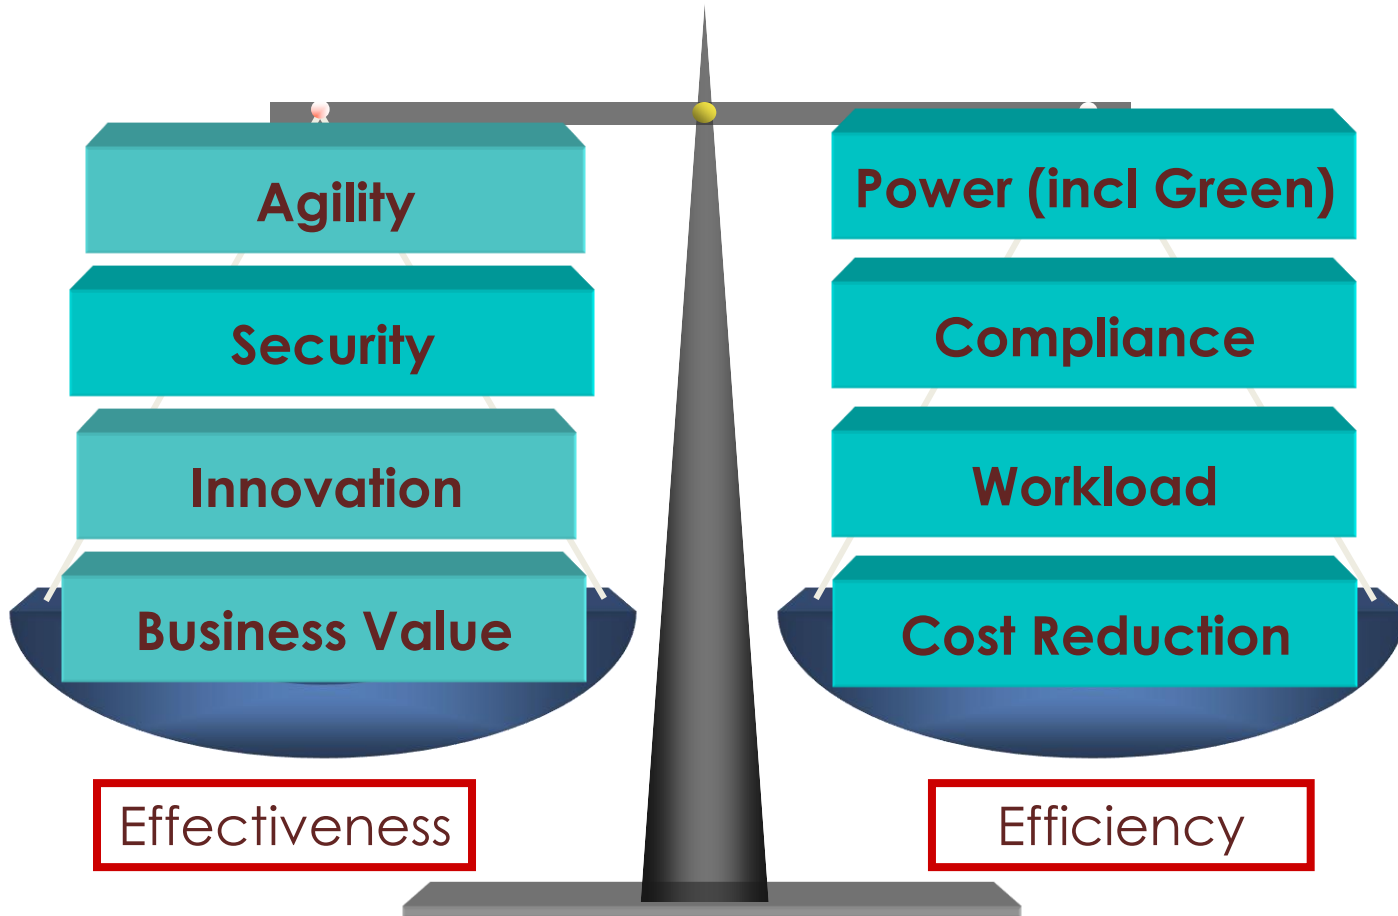 Agility
Security
Innovation
Business Value
Effectiveness
Power (incl Green)
Compliance
Workload
Cost Reduction
Efficiency